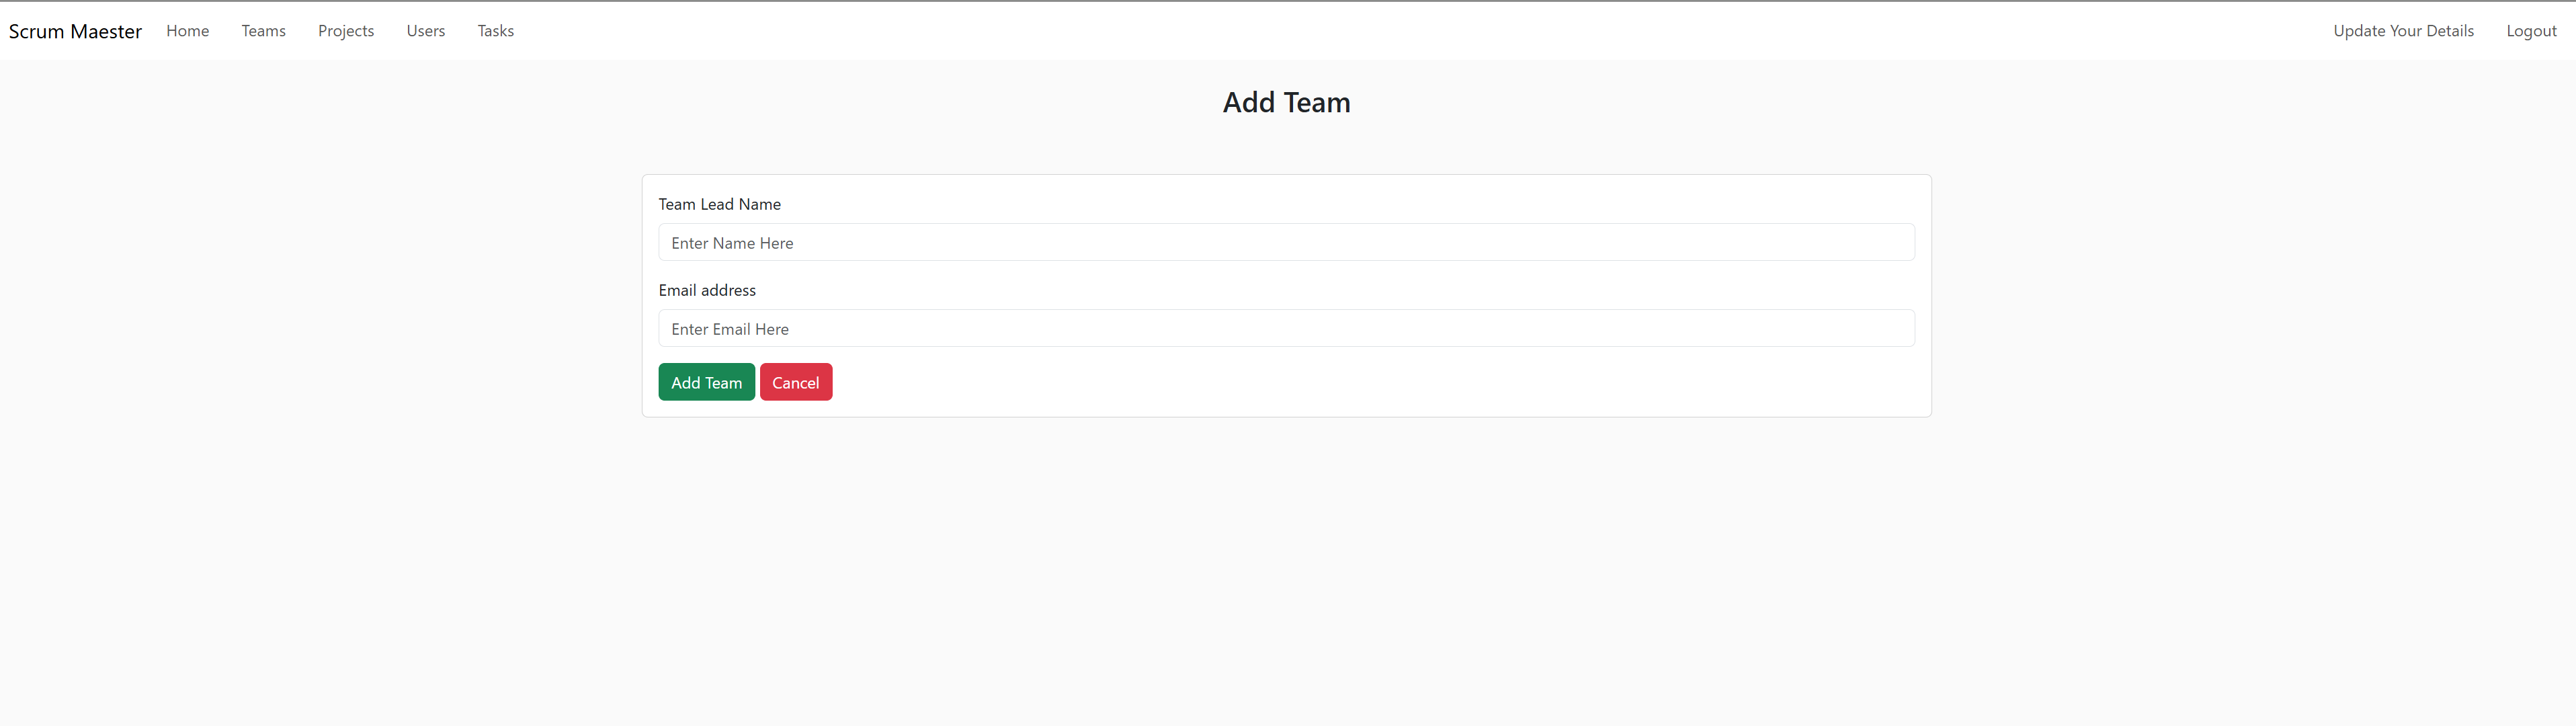 Scrum Maester Home Teams Projects Users Tasks Update Your Details Logout
Add Team
Team Lead Name
Enter Name Here
Email address
Enter Email Here
Add Team Cancel